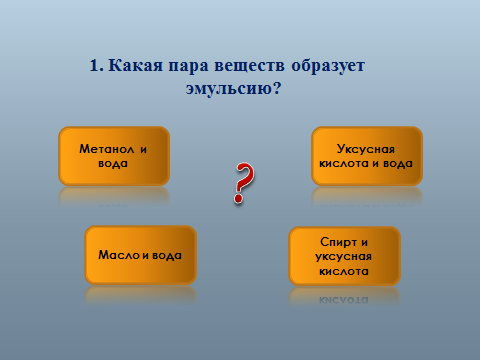 1. Какая пара веществ образует
эмульсию?
Метанол и
вода
Уксусная
кислота и вода
?
Масло и вода
Спирт и
уксусная
кислота